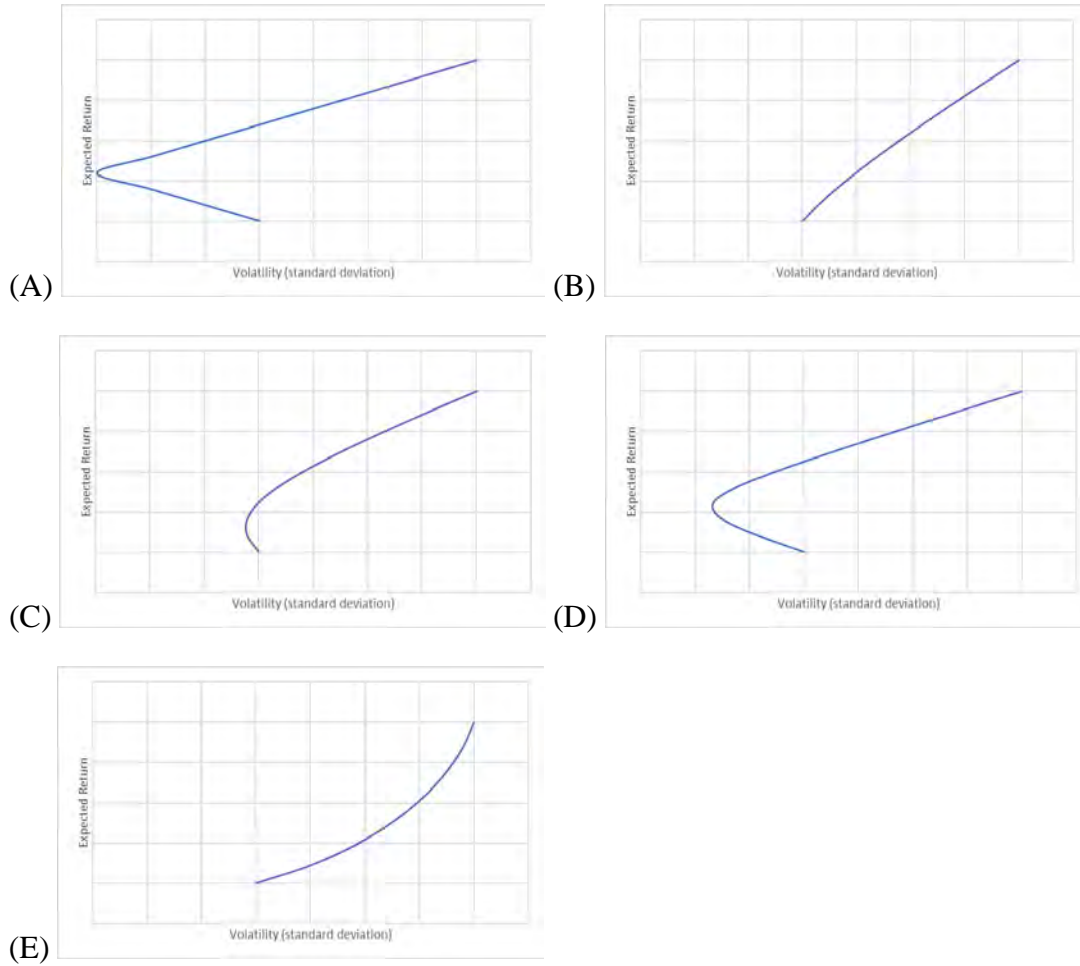 Expected Return
Volatility (standard deviation)
(A)
Expected Return
Volatility (standard deviation)
(B)
Expected Return
Volatility (standard deviation)
(C)
Expected Return
Volatility (standard deviation)
(D)
Expected Return
Volatility (standard deviation)
(E)